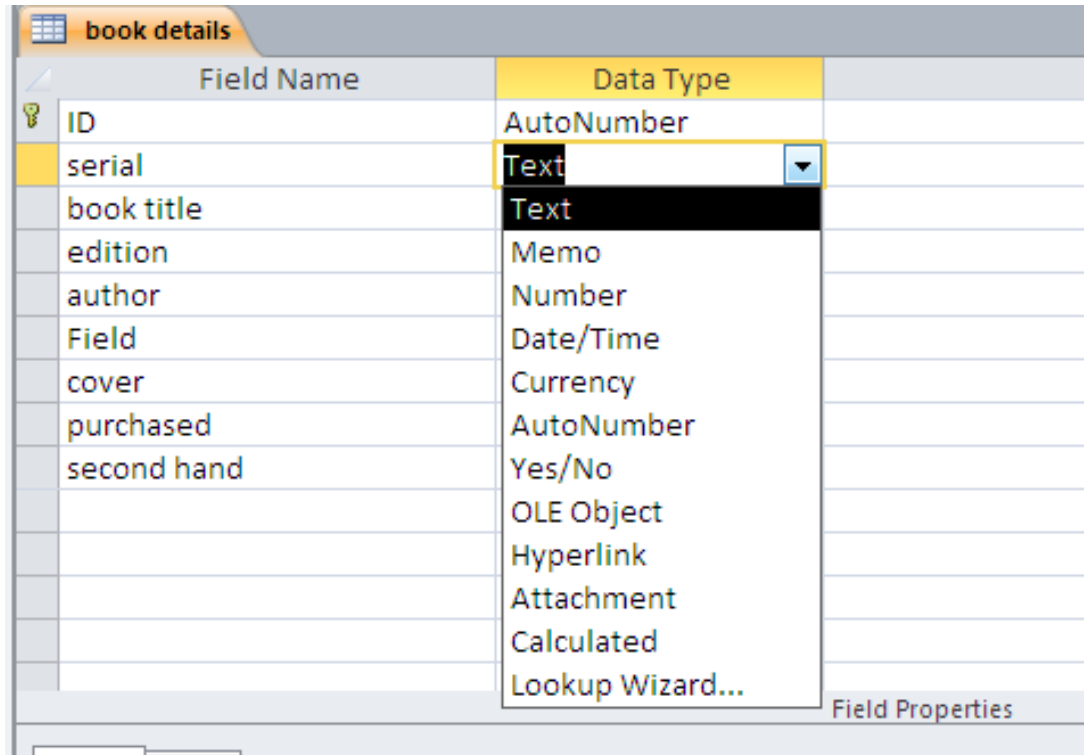 book details
Field Name Data Type
ID AutoNumber
serial Text
book title Text
edition Memo
author Number
Field Date/Time
cover Currency
purchased AutoNumber
second hand Yes/No
OLE Object
Hyperlink
Attachment
Calculated
Lookup Wizard...
Field Properties